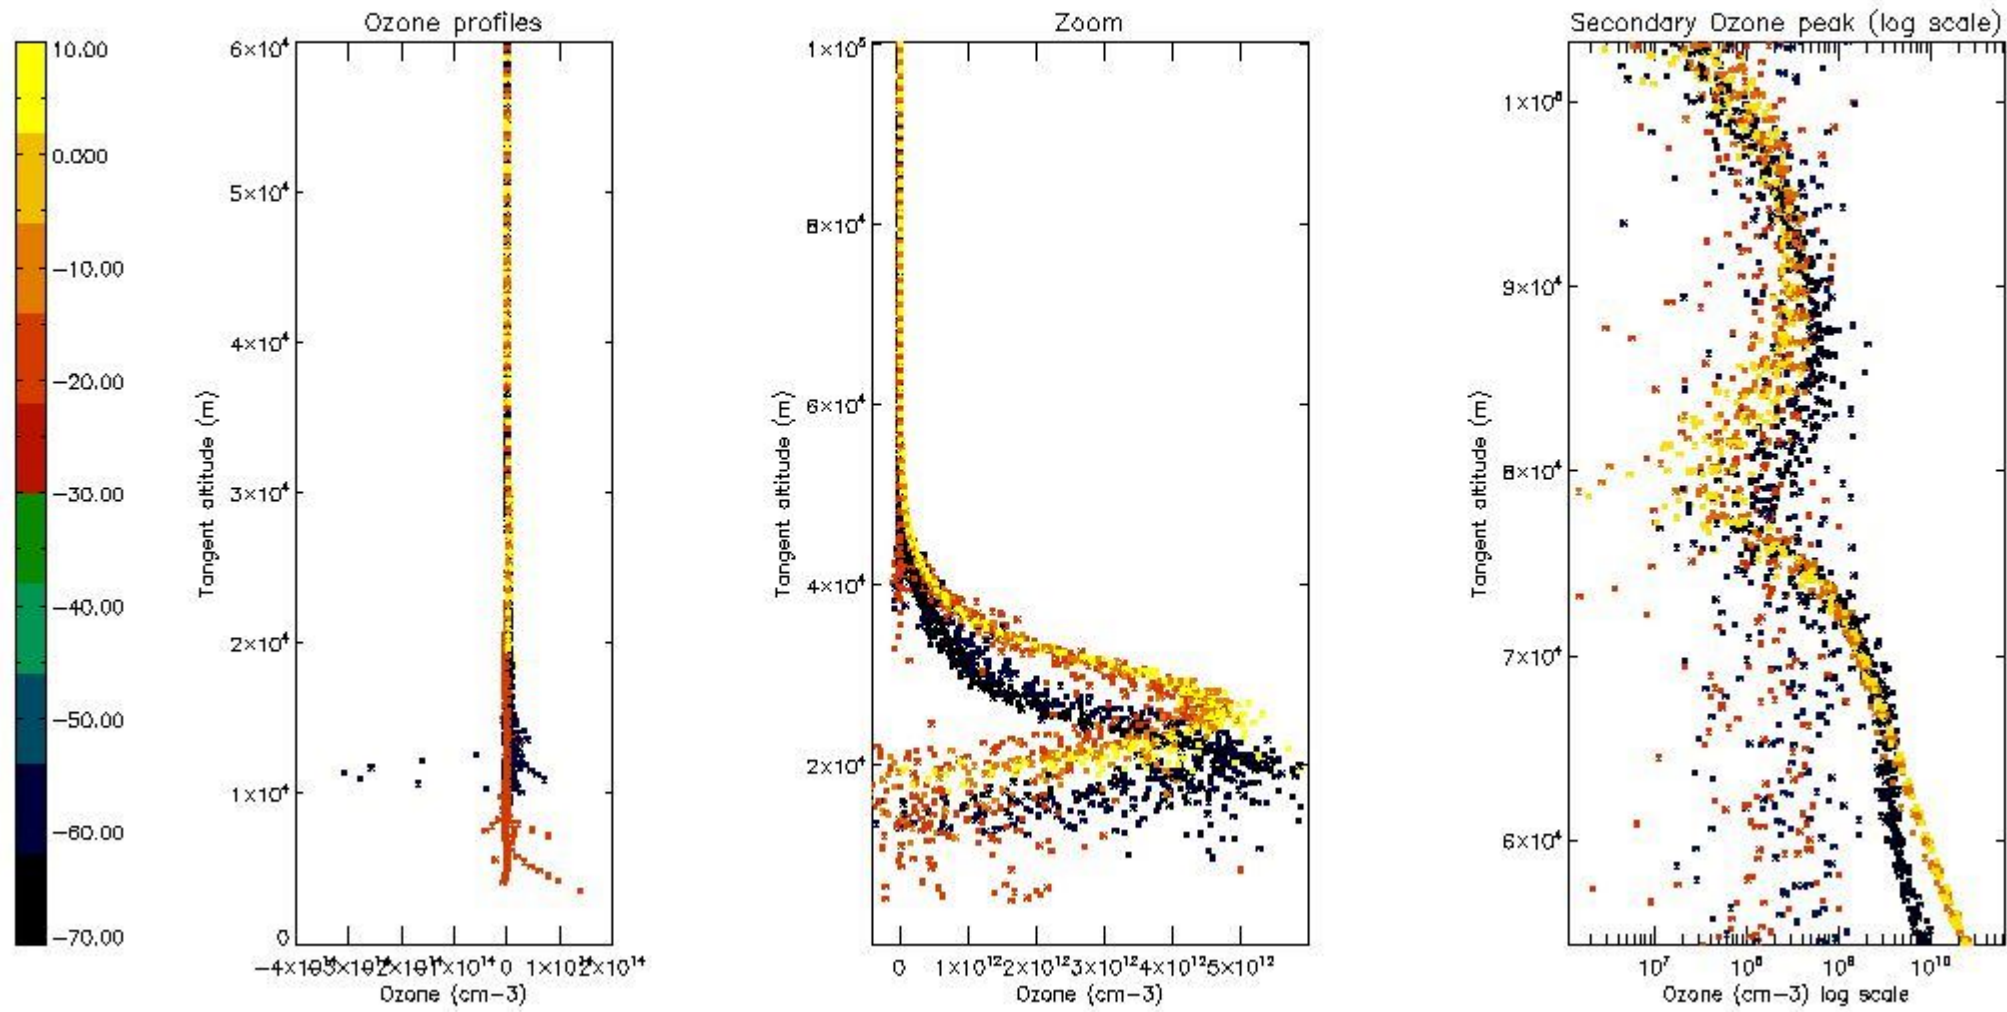 Ozone profiles
Zoom
Secondary Ozone peak (log scale)
10.00
0.000
−10.00
−20.00
−30.00
−40.00
−50.00
−60.00
−70.00
6×10⁴
5×10⁴
4×10⁴
3×10⁴
2×10⁴
1×10⁴
0
Tangent altitude (m)
0
1×10
2×10¹⁴
Ozone (cm−3)
1×10⁵
8×10⁴
6×10⁴
4×10⁴
2×10⁴
Tangent altitude (m)
0 1×10¹² 2×10¹² 3×10¹² 4×10¹² 5×10¹²
Ozone (cm−3)
9×10⁴
8×10⁴
7×10⁴
6×10⁴
Tangent altitude (m)
10⁷ 10⁸ 10⁹ 10¹⁰
Ozone (cm−3) log scale